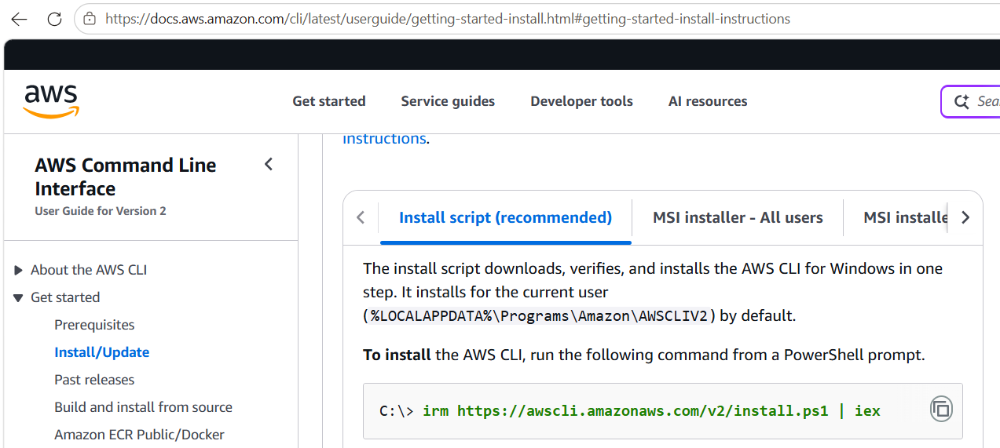 https://docs.aws.amazon.com/cli/latest/userguide/getting-started-install.html#getting-started-install-instructions
aws
Get started
Service guides
Developer tools
AI resources
AWS Command Line
Interface
User Guide for Version 2
About the AWS CLI
Get started
Prerequisites
Install/Update
Past releases
Build and install from source
Amazon ECR Public/Docker
instructions.
Install script (recommended)
MSI installer - All users
MSI installe
The install script downloads, verifies, and installs the AWS CLI for Windows in one
step. It installs for the current user
(%LOCALAPPDATA%\Programs\Amazon\AWSCLIV2) by default.
To install the AWS CLI, run the following command from a PowerShell prompt.
C:\> irm https://awscli.amazonaws.com/v2/install.ps1 | iex